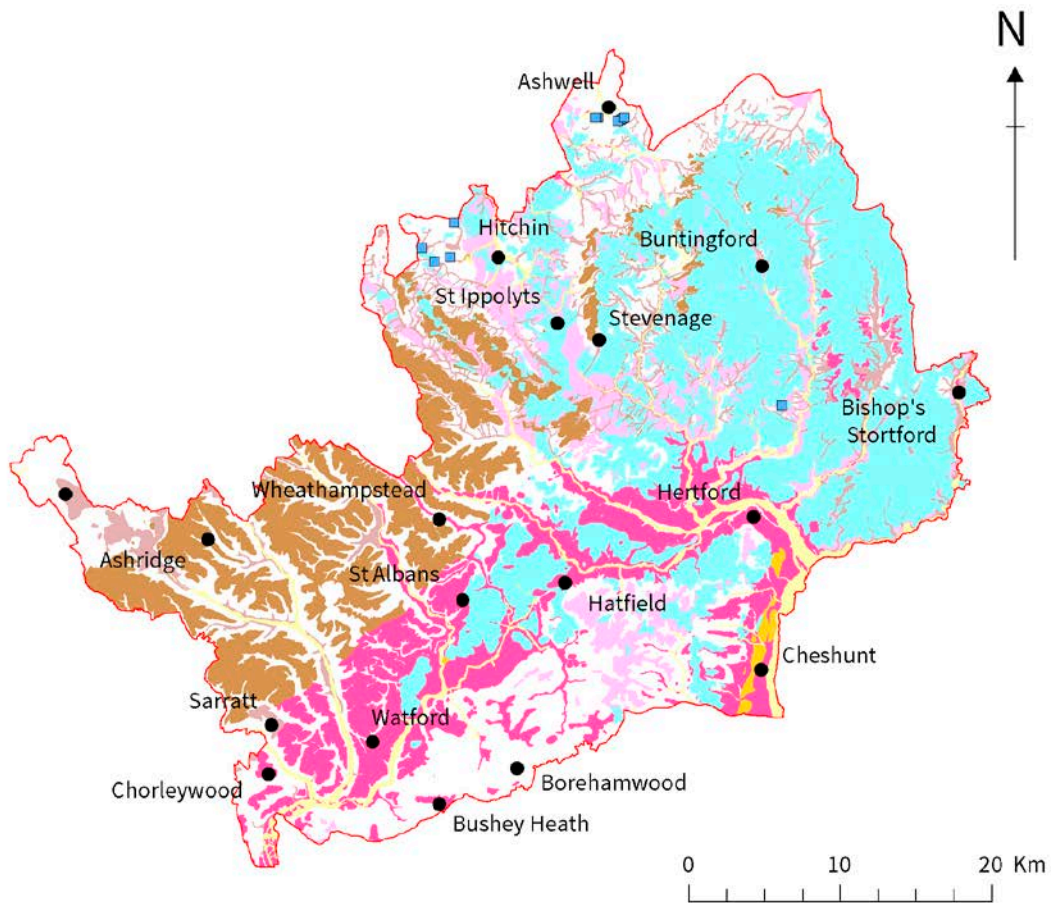 N
Ashwell
Hitchin
Buntingford
St Ippolyts
Stevenage
Bishop's
Stortford
Wheathampstead
Hertford
Ashridge
St Albans
Hatfield
Cheshunt
Sarratt
Watford
Chorleywood
Borehamwood
Bushey Heath
0 10 20 Km